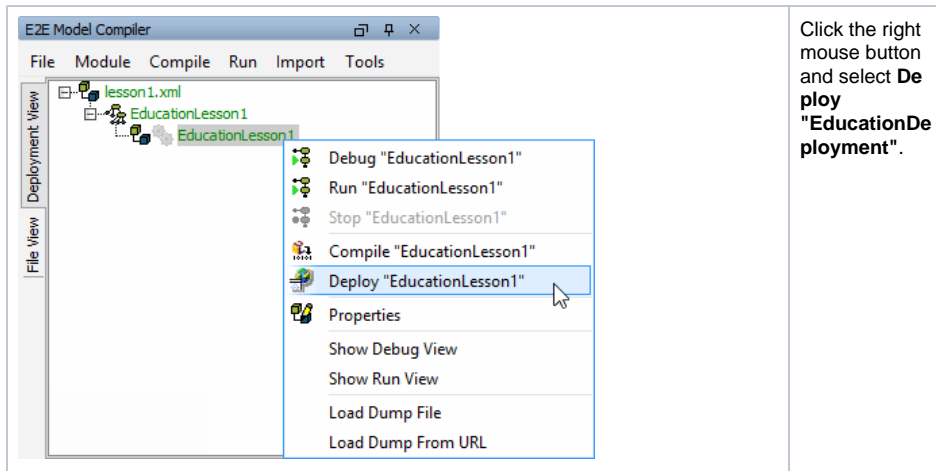 E2E Model Compiler
File Module Compile Run Import Tools
Deployment View
File View
lesson1.xml
EducationLesson1
EducationLesson1
Debug "EducationLesson1"
Run "EducationLesson1"
Stop "EducationLesson1"
Compile "EducationLesson1"
Deploy "EducationLesson1"
Properties
Show Debug View
Show Run View
Load Dump File
Load Dump From URL
Click the right
mouse button
and select De
ploy
"EducationDe
ployment".